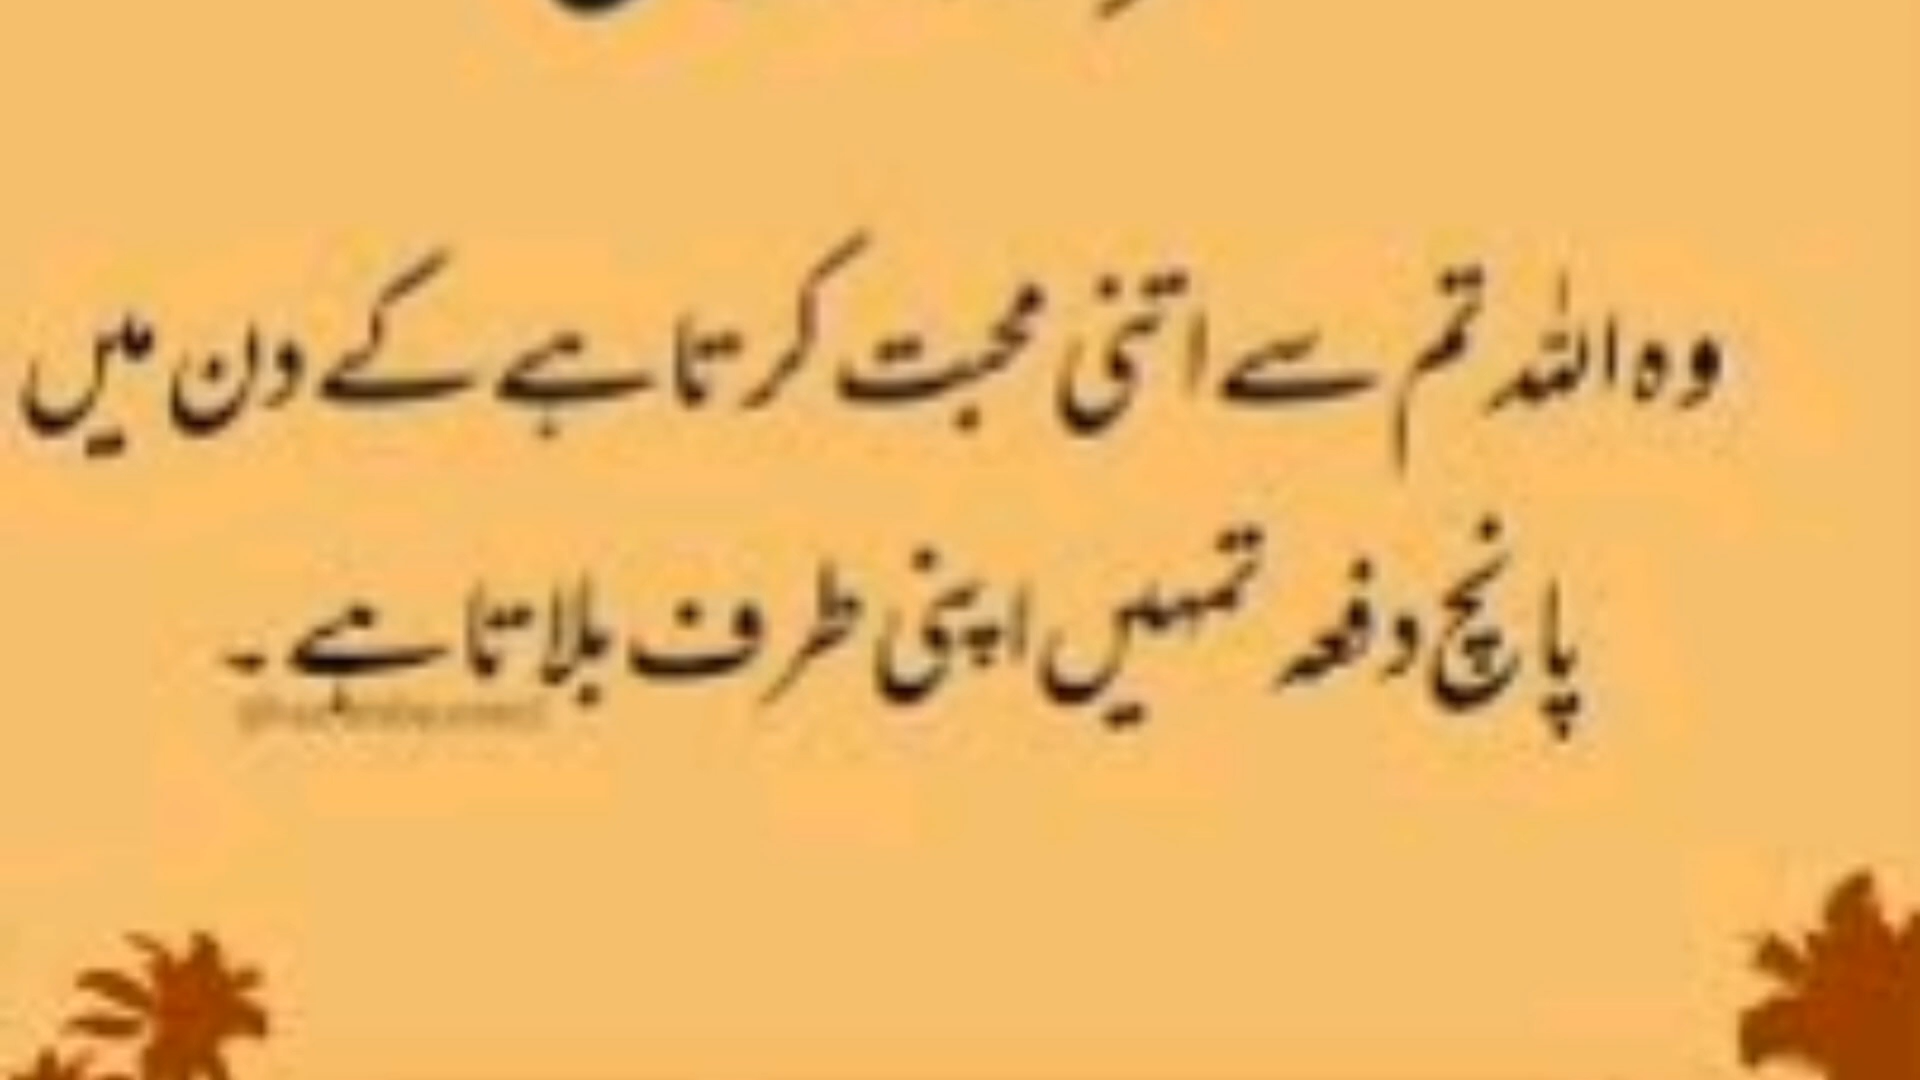 وہ اللہ تم سے اتنی محبت کرتا ہے کے دن میں
پانچ دفعہ تمہیں اپنی طرف بلاتا ہے ۔